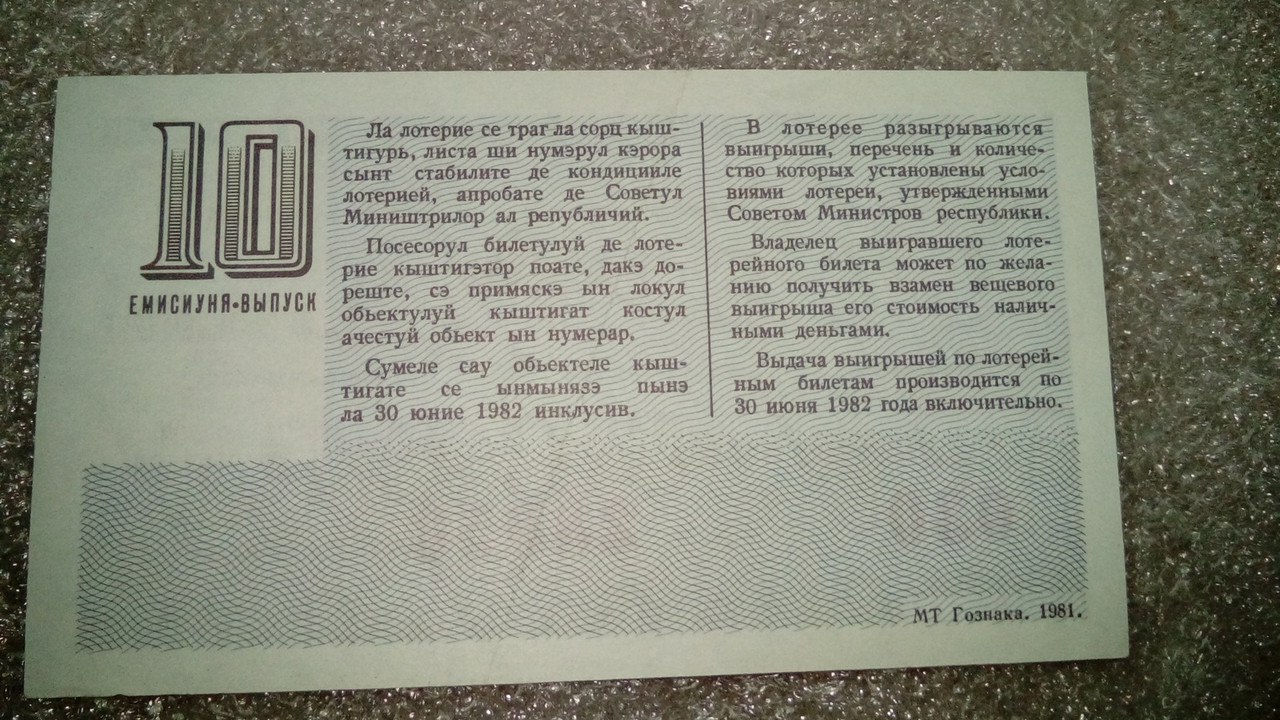 10
ЕМИСИУНЯ•ВЫПУСК
Ла лотерие се траг ла сорц кыш-
тигурь, листа ши нумэрул кэрора
сынт стабилите де кондицииле
лотерией, апробате де Советул
Миништрилор ал републичий.
Посесорул билетулуй де лоте-
рие кыштигэтор поате, дакэ до-
реште, сэ примяскэ ын локул
обьектулуй кыштигат костул
ачестуй обьект ын нумерар.
Сумеле сау обьектеле кыш-
тигате се ынмынязэ пынэ
ла 30 юние 1982 инклусив.
В лотерее разыгрываются
выигрыши, перечень и количе-
ство которых установлены усло-
виями лотереи, утвержденными
Советом Министров республики.
Владелец выигравшего лоте-
рейного билета может по жела-
нию получить взамен вещевого
выигрыша его стоимость налич-
ными деньгами.
Выдача выигрышей по лотерей-
ным билетам производится по
30 июня 1982 года включительно.
МТ Гознака. 1981.